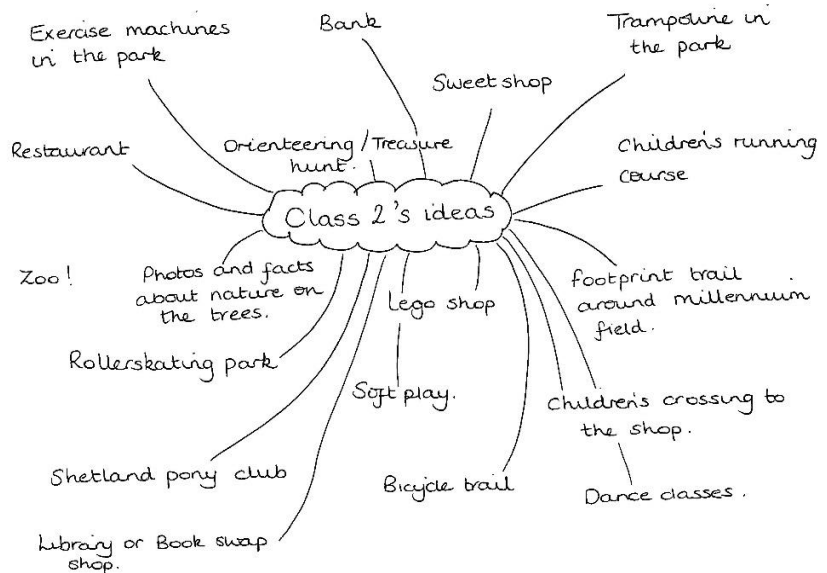 Exercise machines
in the park
Bank
Trampoline in
the park
Sweet shop
Restaurant
Orienteering / Treasure
hunt.
Children's running
course
Class 2's ideas
Zoo!
Photos and facts
about nature on
the trees.
Lego shop
footprint trail
around millennium
field.
Rollerskating park
Soft play.
Children's crossing to
the shop.
Shetland pony club
Bicycle trail
Dance classes.
Library or Book swap
shop.